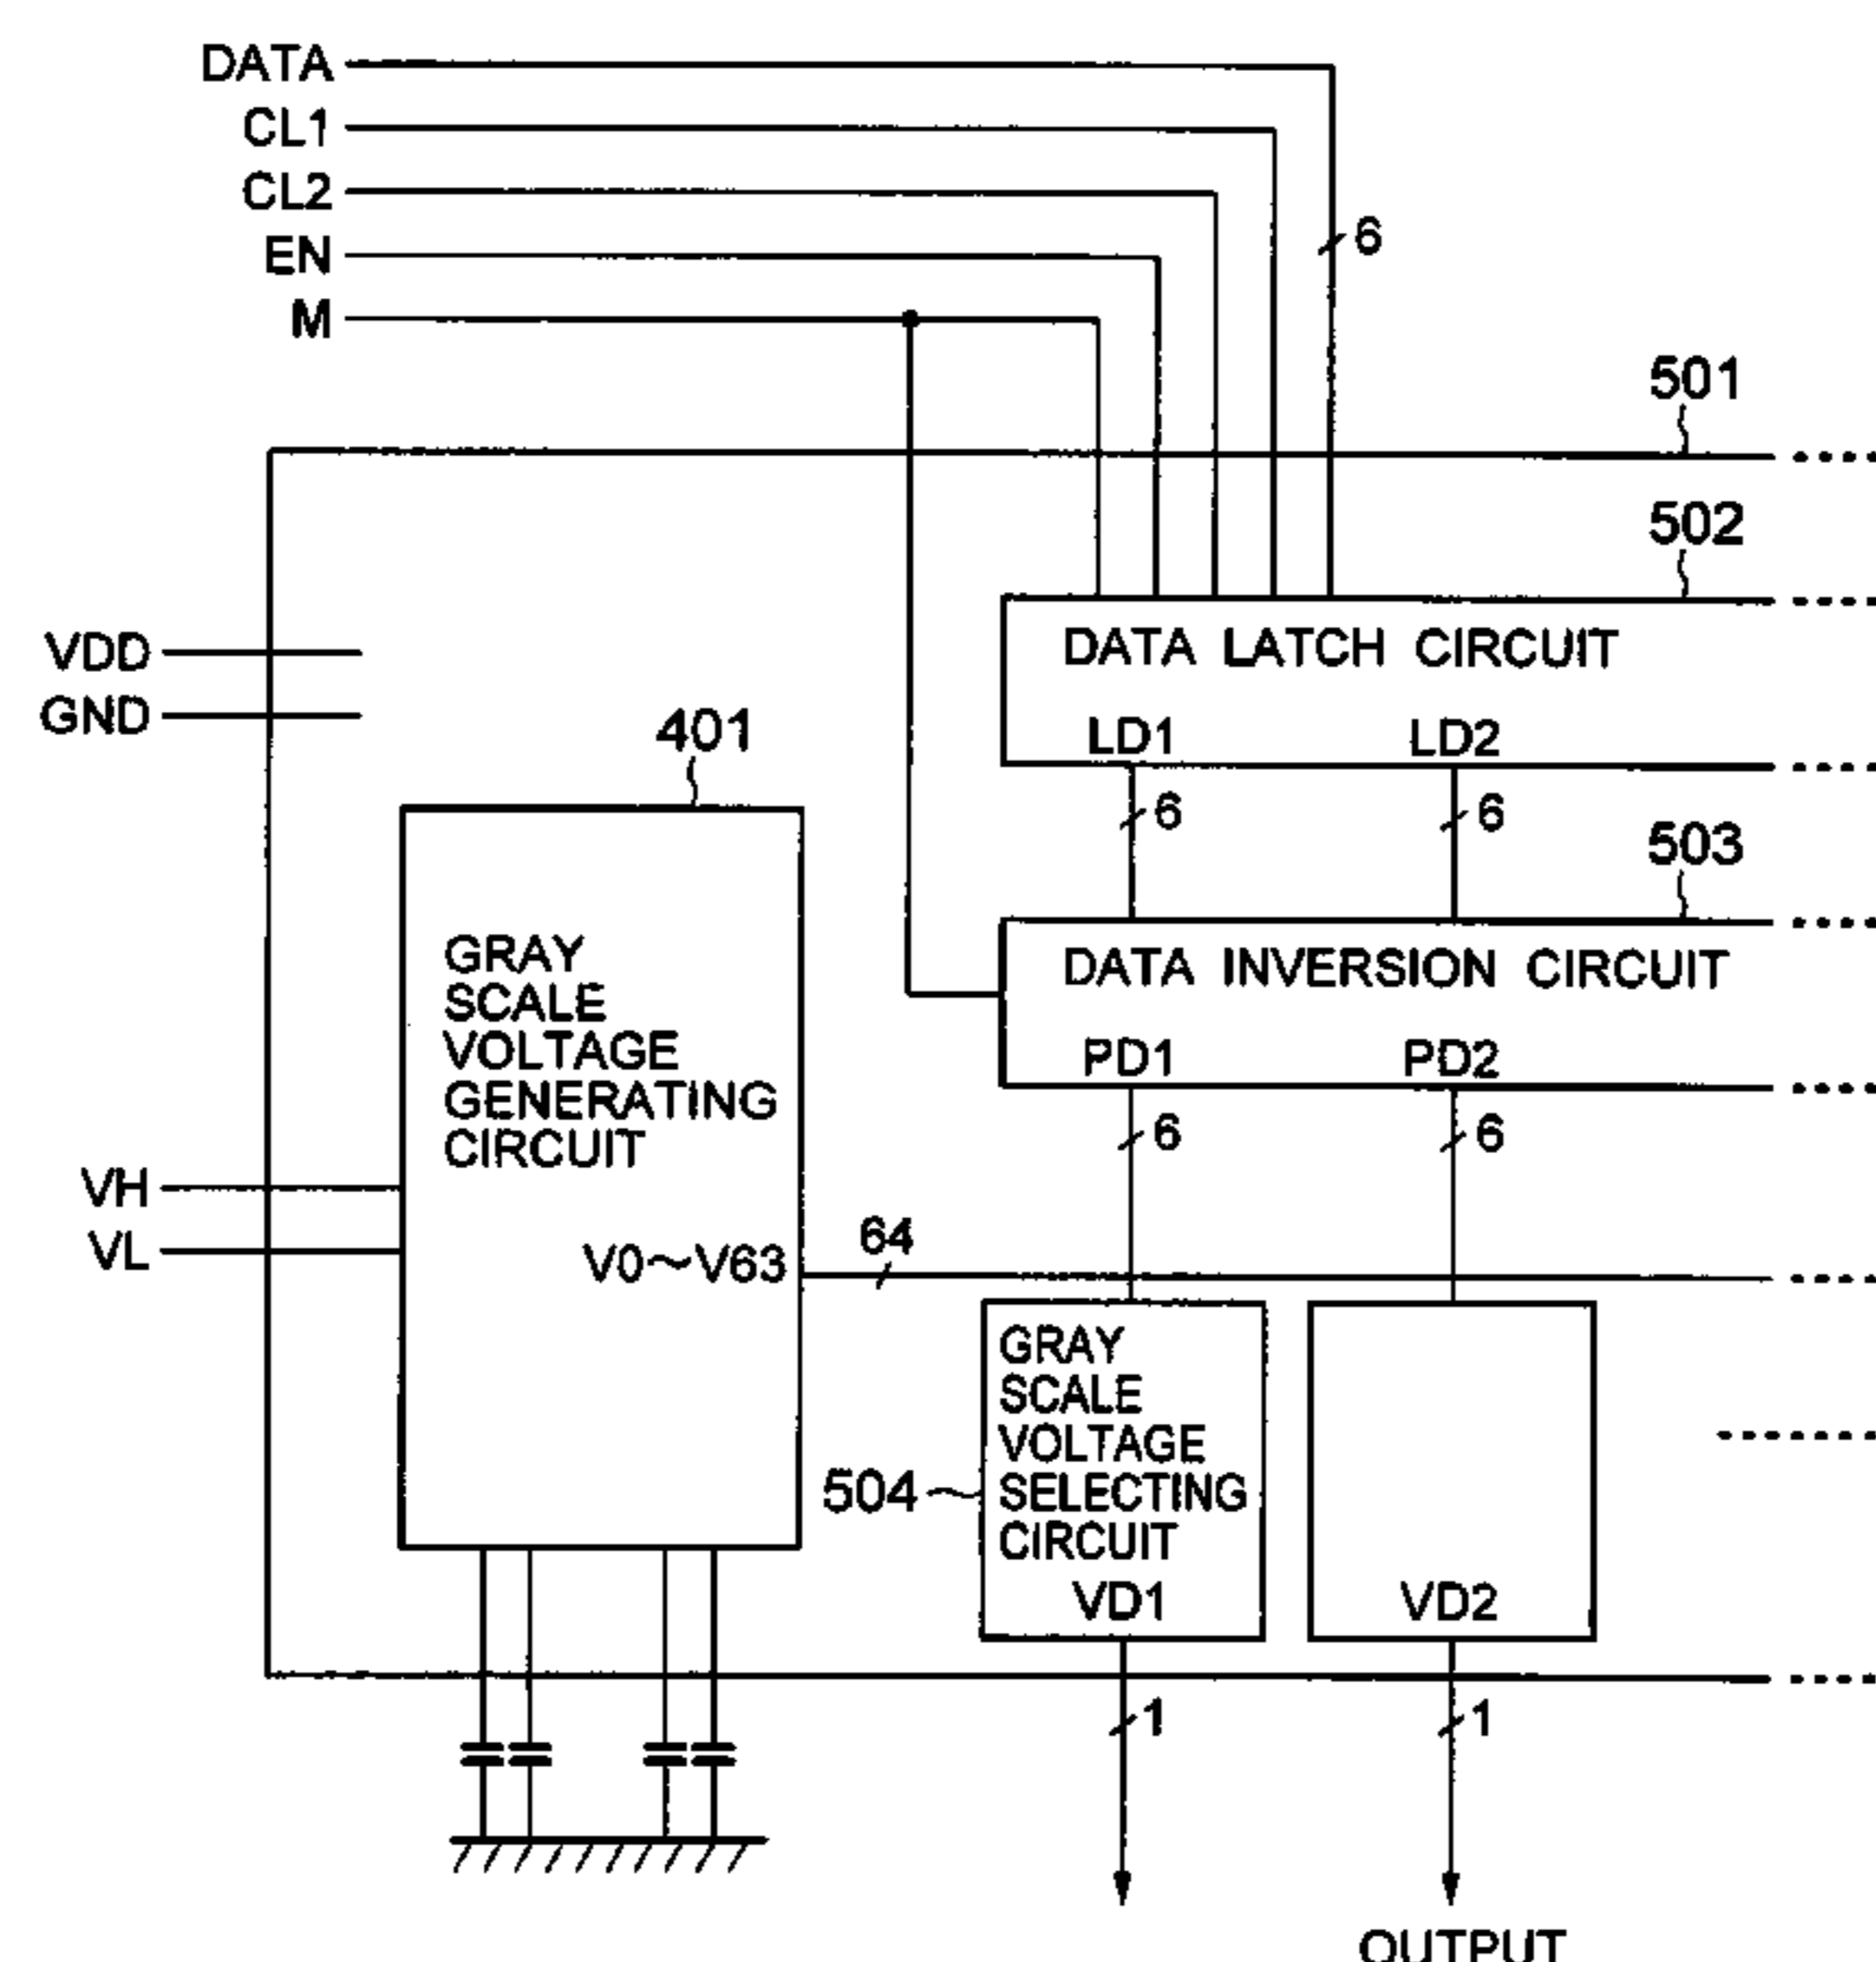 DATA
CL1
CL2
EN
M
6
501
502
VDD
GND
DATA LATCH CIRCUIT
LD1 LD2
401
6 6
503
GRAY
SCALE
VOLTAGE
GENERATING
CIRCUIT
DATA INVERSION CIRCUIT
PD1 PD2
6 6
VH
VL
V0~V63
64
GRAY
SCALE
VOLTAGE
SELECTING
CIRCUIT
504
VD1
VD2
1 1
OUTPUT